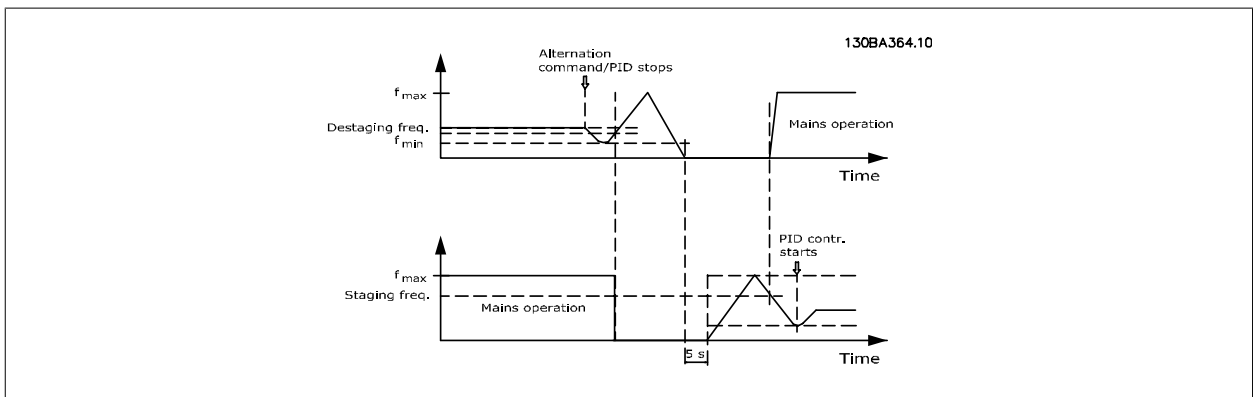 130BA364.10
Alternation
command/PID stops
f max
Destaging freq.
f min
Mains operation
Time
PID contr.
starts
f max
Staging freq.
Mains operation
5 s
Time